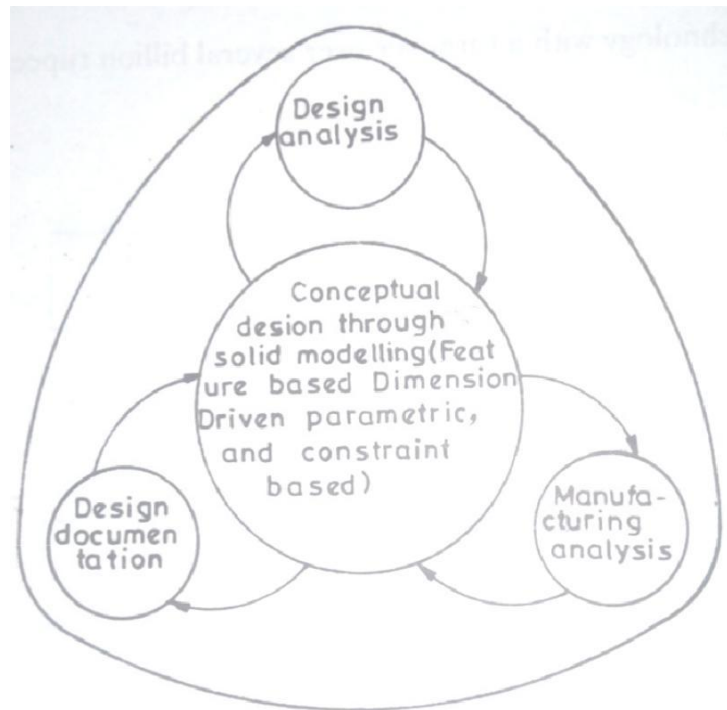 Design
analysis
Conceptual
desion through
solid modelling(Feat
ure based Dimension
Driven parametric,
and constraint
based)
Design
documen
tation
Manufa-
cturing
analysis